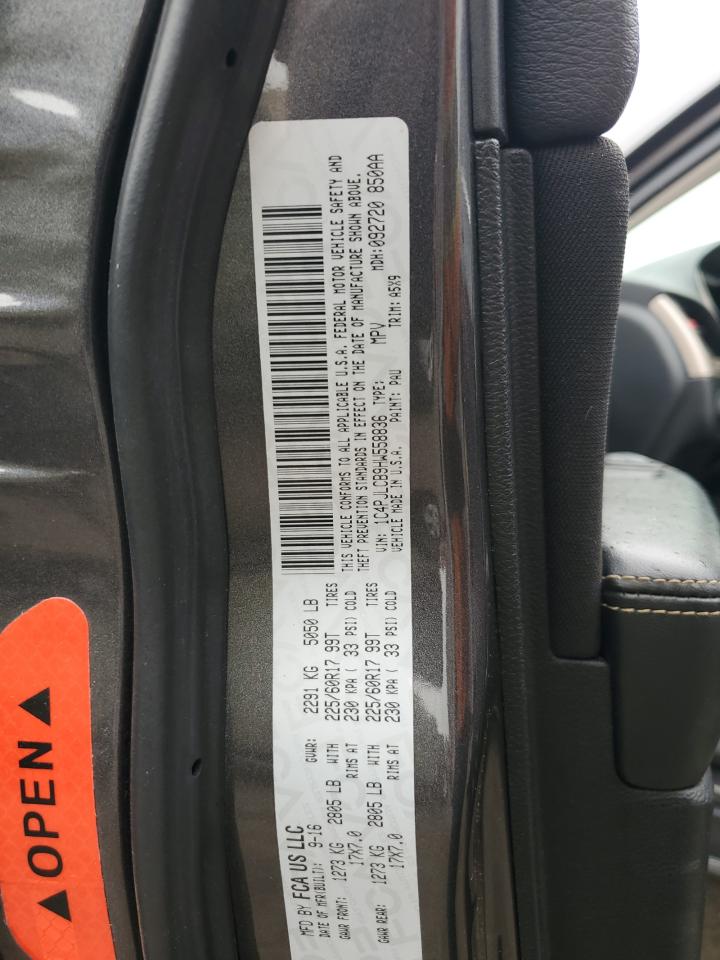 MFD BY FCA US LLC
DATE OF MFR(BUILT): 9-16 GVWR: 2291 KG 5050 LB
GAWR FRONT: 1273 KG 2805 LB WITH 225/60R17 99T TIRES
17X7.0 RIMS AT 230 KPA ( 33 PSI) COLD
GAWR REAR: 1273 KG 2805 LB WITH 225/60R17 99T TIRES
17X7.0 RIMS AT 230 KPA ( 33 PSI) COLD
THIS VEHICLE CONFORMS TO ALL APPLICABLE U.S.A. FEDERAL MOTOR VEHICLE SAFETY AND
THEFT PREVENTION STANDARDS IN EFFECT ON THE DATE OF MANUFACTURE SHOWN ABOVE.
VIN: 1C4PJLCB9HW558836 TYPE: MPV MDH:092720 850AA
VEHICLE MADE IN U.S.A. PAINT: PAU TRIM: A5X9
▲ OPEN ▲